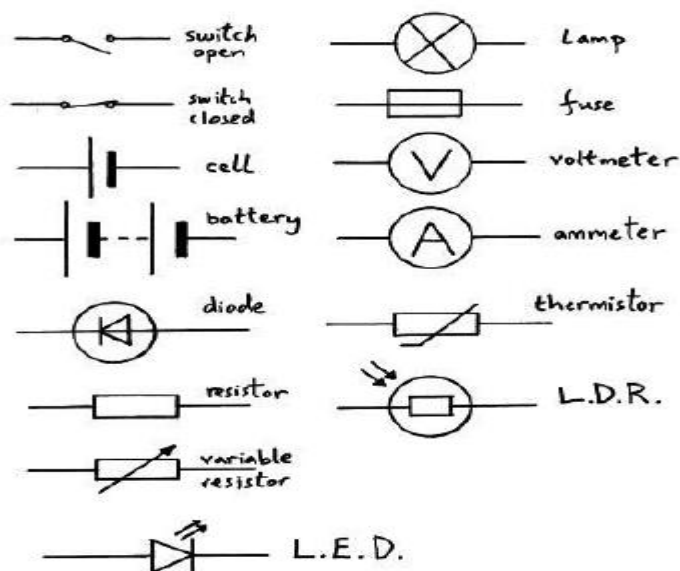 switch
open
switch
closed
cell
battery
diode
resistor
variable
resistor
L.E.D.
Lamp
fuse
V
voltmeter
A
ammeter
thermistor
L.D.R.